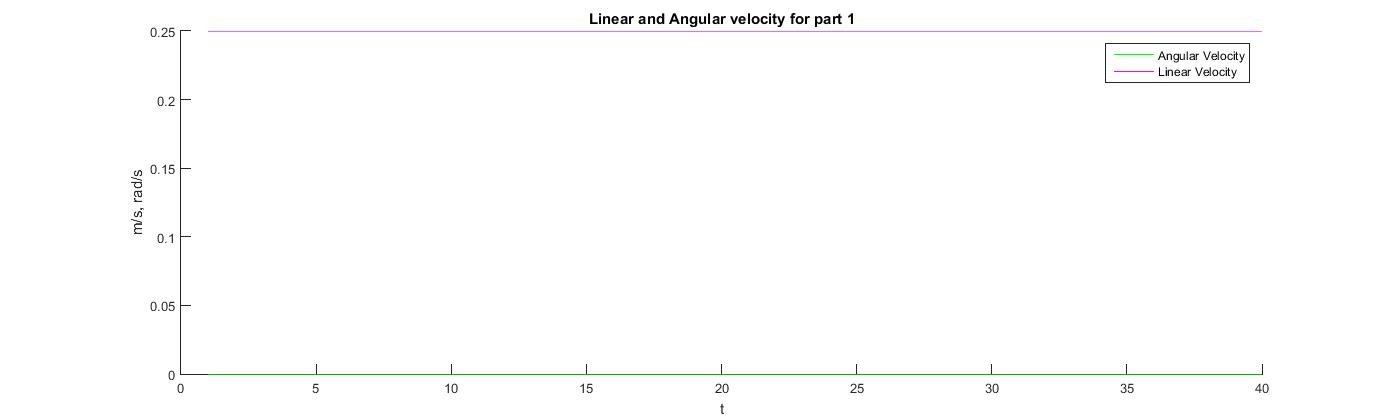 Linear and Angular velocity for part 1
0.25
0.2
0.15
0.1
0.05
0
m/s, rad/s
Angular Velocity
Linear Velocity
0 5 10 15 20 25 30 35 40
t